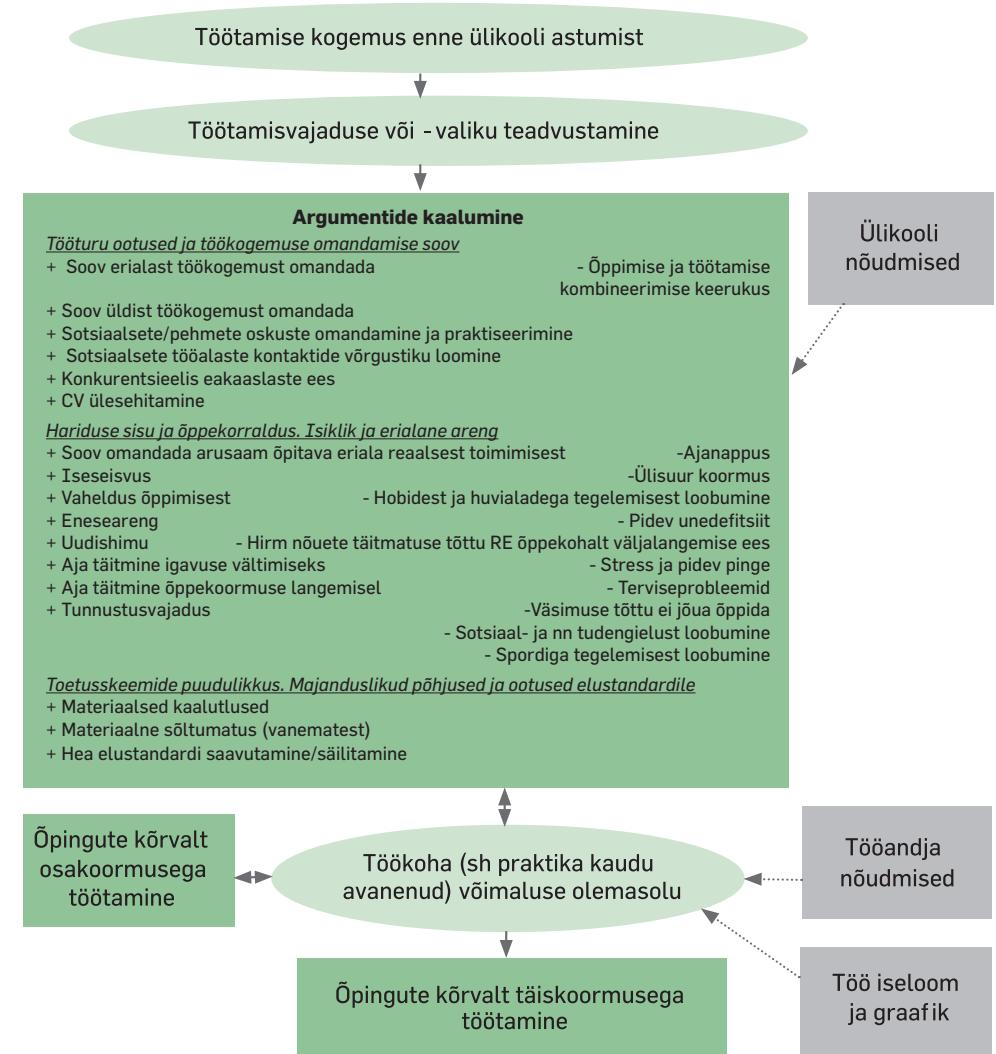 Töötamise kogemus enne ülikooli astumist
Töötamisvajaduse või - valiku teadvustamine
Argumentide kaalumine
Tööturu ootused ja töökogemuse omandamise soov
+ Soov erialast töökogemust omandada - Õppimise ja töötamise
kombineerimise keerukus
+ Soov üldist töökogemust omandada
+ Sotsiaalsete/pehmete oskuste omandamine ja praktiseerimine
+ Sotsiaalsete tööalaste kontaktide võrgustiku loomine
+ Konkurentsieelis eakaaslaste ees
+ CV ülesehitamine
Hariduse sisu ja õppekorraldus. Isiklik ja erialane areng
+ Soov omandada arusaam õpitava eriala reaalsest toimimisest -Ajanappus
+ Iseseisvus -Ülisuur koormus
+ Vaheldus õppimisest - Hobidest ja huvialadega tegelemisest loobumine
+ Eneseareng - Pidev unedefitsiit
+ Uudishimu - Hirm nõuete täitmatuse tõttu RE õppekohalt väljalangemise ees
+ Aja täitmine igavuse vältimiseks - Stress ja pidev pinge
+ Aja täitmine õppekoormuse langemisel - Terviseprobleemid
+ Tunnustusvajadus -Väsimuse tõttu ei jõua õppida
- Sotsiaal- ja nn tudengielust loobumine
- Spordiga tegelemisest loobumine
Toetusskeemide puudulikkus. Majanduslikud põhjused ja ootused elustandardile
+ Materiaalsed kaalutlused
+ Materiaalne sõltumatus (vanematest)
+ Hea elustandardi saavutamine/säilitamine
Ülikooli
nõudmised
Õpingute kõrvalt
osakoormusega
töötamine
Töökoha (sh praktika kaudu
avanenud) võimaluse olemasolu
Tööandja
nõudmised
Õpingute kõrvalt täiskoormusega
töötamine
Töö iseloom
ja graafik